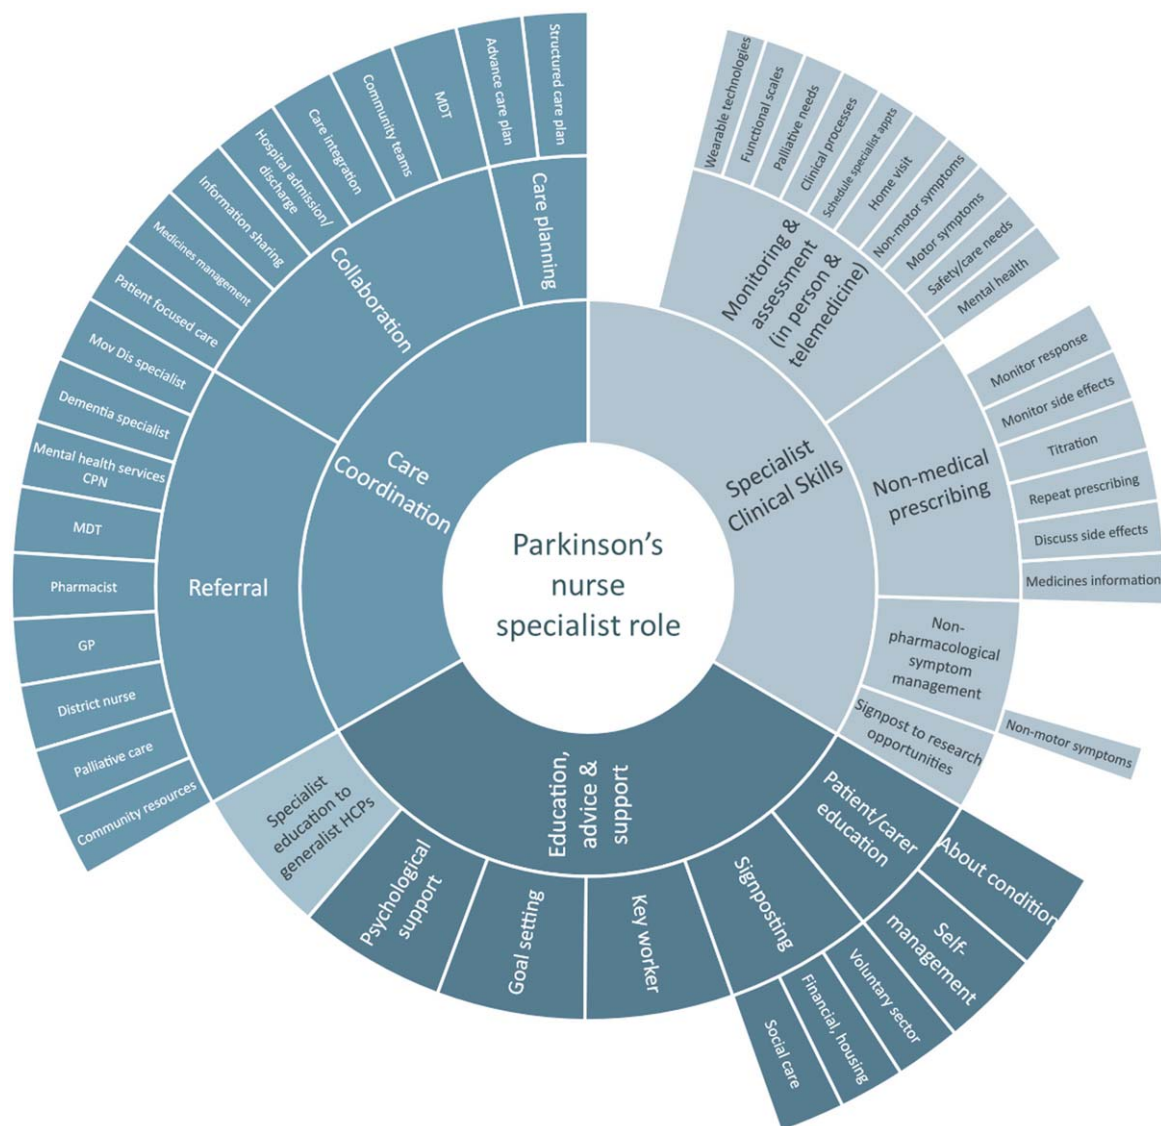 Parkinson's
nurse
specialist role
Specialist
Clinical Skills
Monitoring &
assessment
(in person &
telemedicine)
Wearable technologies
Functional scales
Palliative needs
Clinical processes
Schedule specialist appts
Home visit
Non-motor symptoms
Motor symptoms
Safety/care needs
Mental health
Non-medical
prescribing
Monitor response
Monitor side effects
Titration
Repeat prescribing
Discuss side effects
Medicines information
Non-
pharmacological
symptom
management
Non-motor symptoms
Signpost to research
opportunities
Education,
advice &
support
Patient/carer
education
About condition
Self-
management
Signposting
Voluntary sector
Financial, housing
Social care
Key worker
Goal setting
Psychological
support
Specialist
education to
generalist HCPs
Care
Coordination
Referral
Community resources
Palliative care
District nurse
GP
Pharmacist
MDT
Mental health services
CPN
Dementia specialist
Mov Dis specialist
Collaboration
Patient focused care
Medicines management
Information sharing
Hospital admission/
discharge
Care integration
Community teams
MDT
Care planning
Advance care plan
Structured care plan